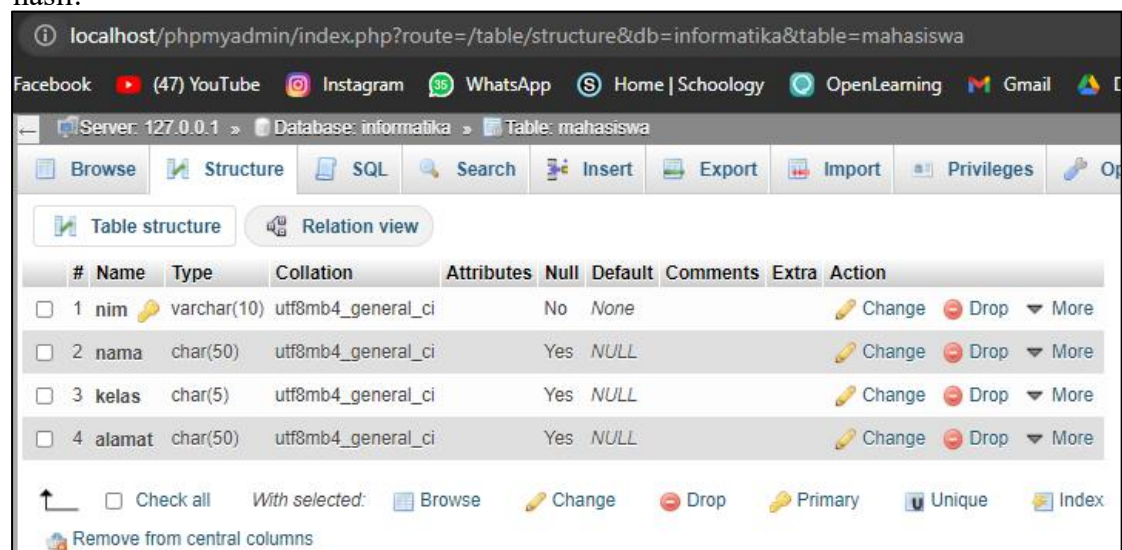 hasil:
localhost/phpmyadmin/index.php?route=/table/structure&db=informatika&table=mahasiswa
Facebook (47) YouTube Instagram 35 WhatsApp S Home | Schoology OpenLearning Gmail
Server: 127.0.0.1 » Database: informatika » Table: mahasiswa
Browse Structure SQL Search Insert Export Import Privileges Op
Table structure Relation view
# Name Type Collation Attributes Null Default Comments Extra Action
1 nim varchar(10) utf8mb4_general_ci No None Change Drop More
2 nama char(50) utf8mb4_general_ci Yes NULL Change Drop More
3 kelas char(5) utf8mb4_general_ci Yes NULL Change Drop More
4 alamat char(50) utf8mb4_general_ci Yes NULL Change Drop More
Check all With selected: Browse Change Drop Primary u Unique Index
Remove from central columns